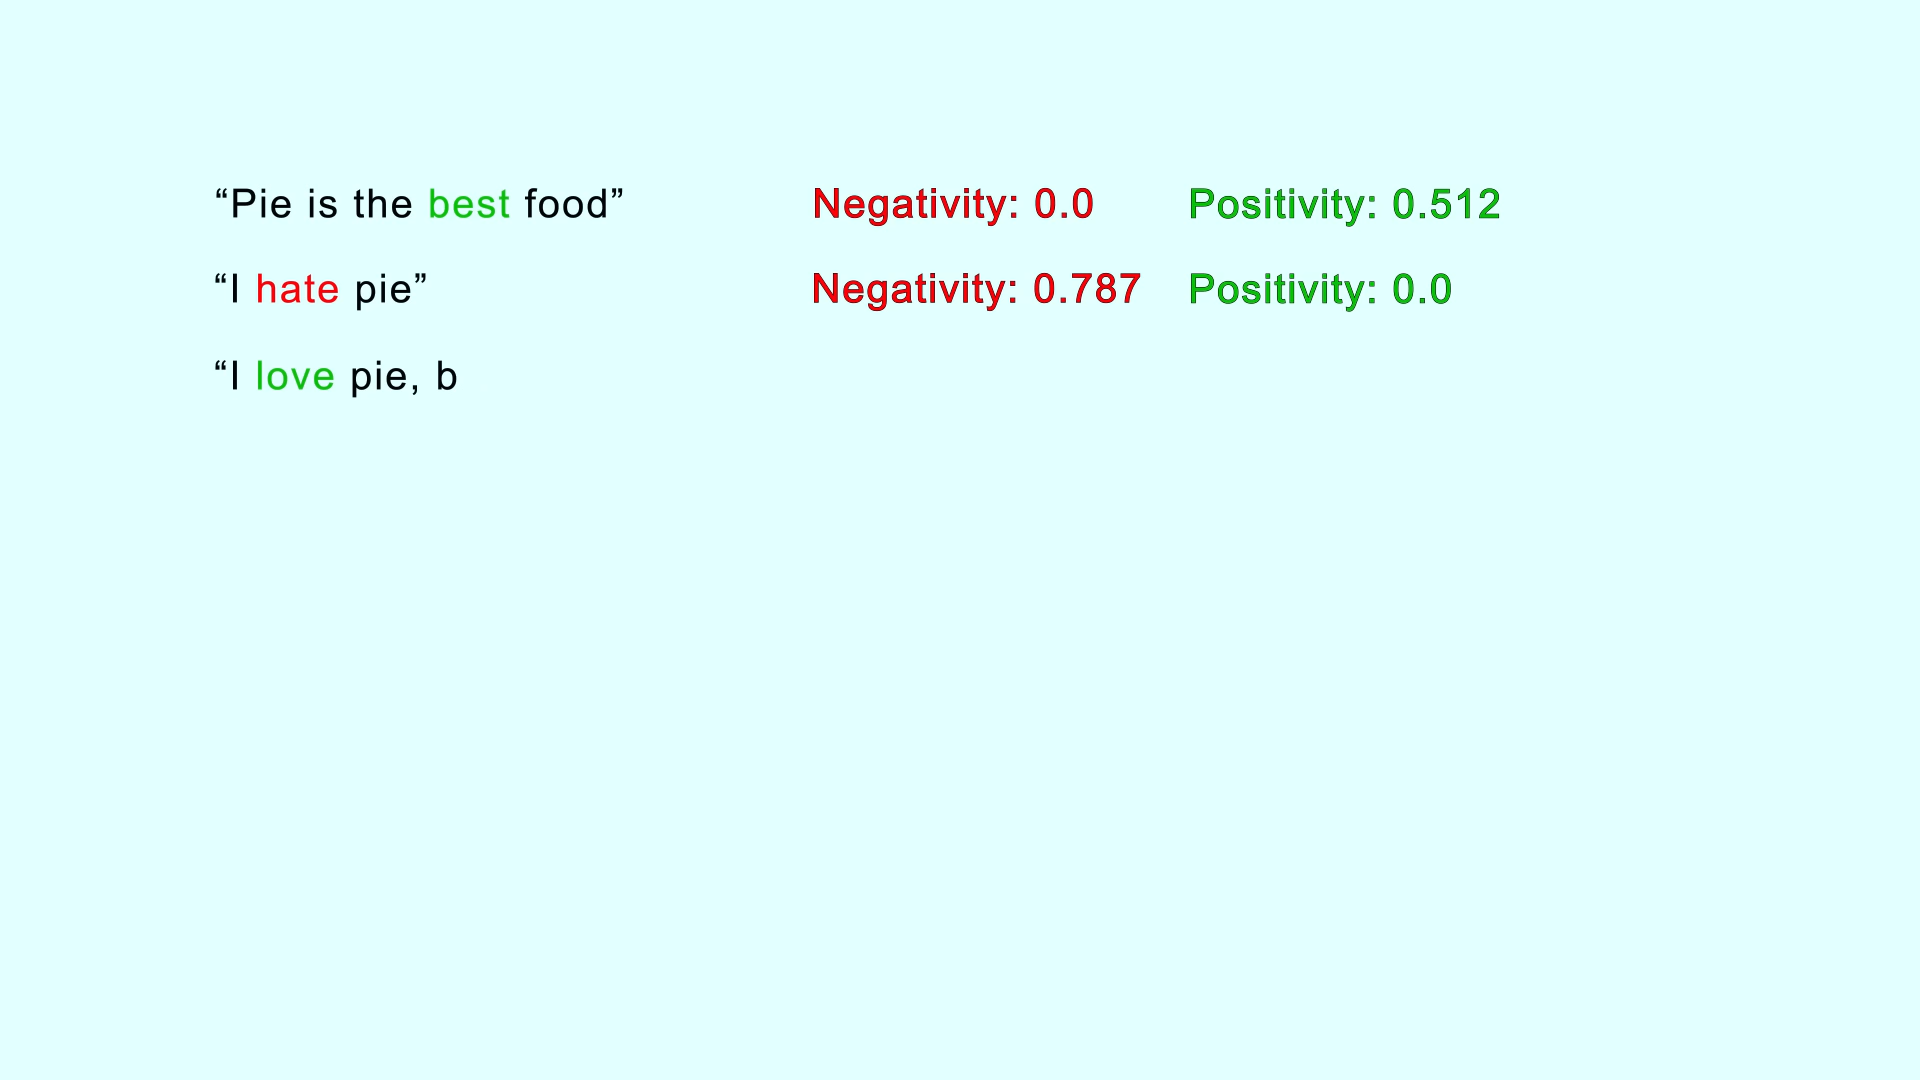 “Pie is the best food” Negativity: 0.0 Positivity: 0.512
“I hate pie” Negativity: 0.787 Positivity: 0.0
“I love pie, b